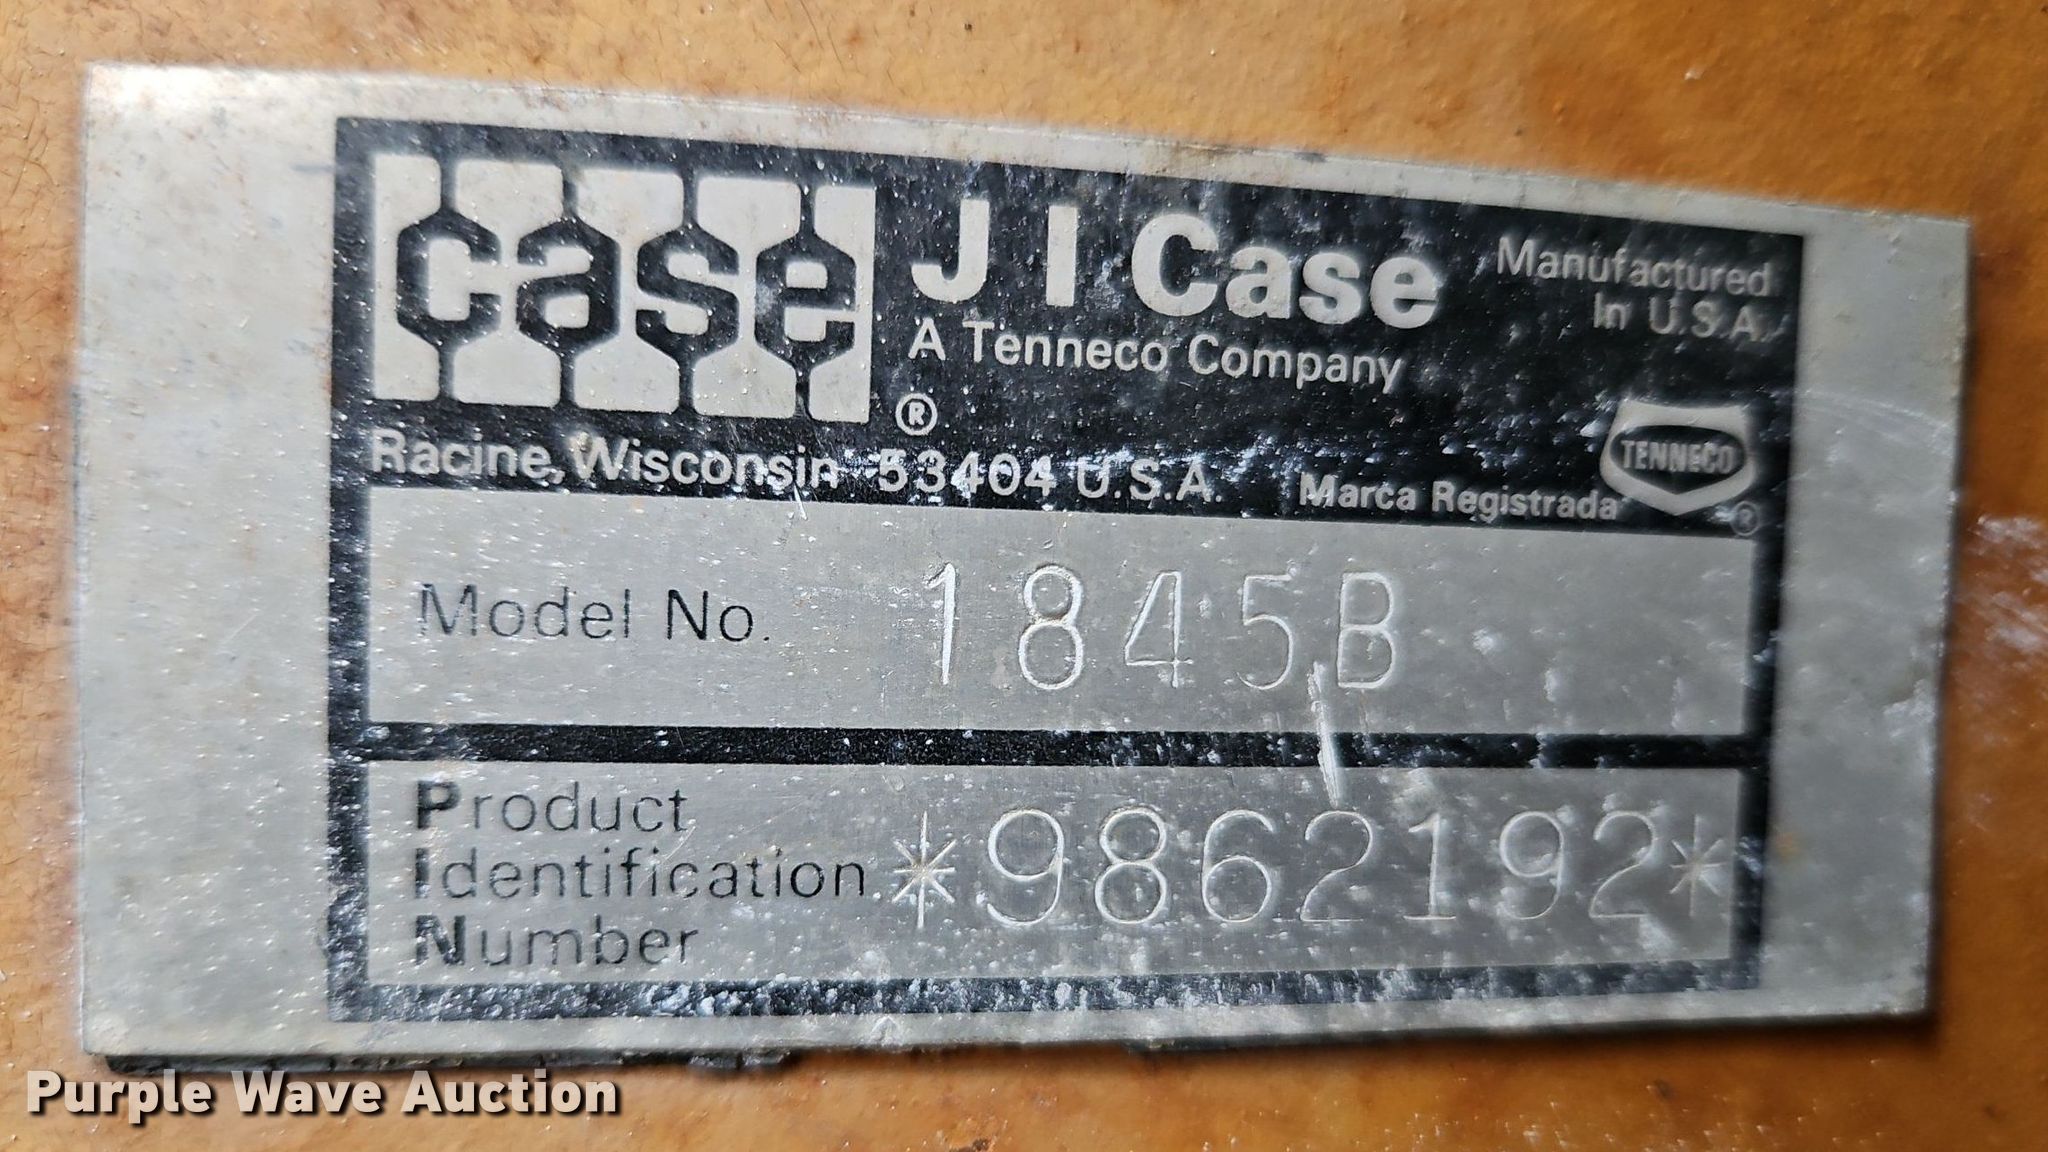 case J I Case Manufactured
In U.S.A.
A Tenneco Company
®
Racine, Wisconsin 53404 U.S.A. Marca Registrada TENNECO ®
Model No. 1845B
Product
Identification *9862192*
Number
Purple Wave Auction